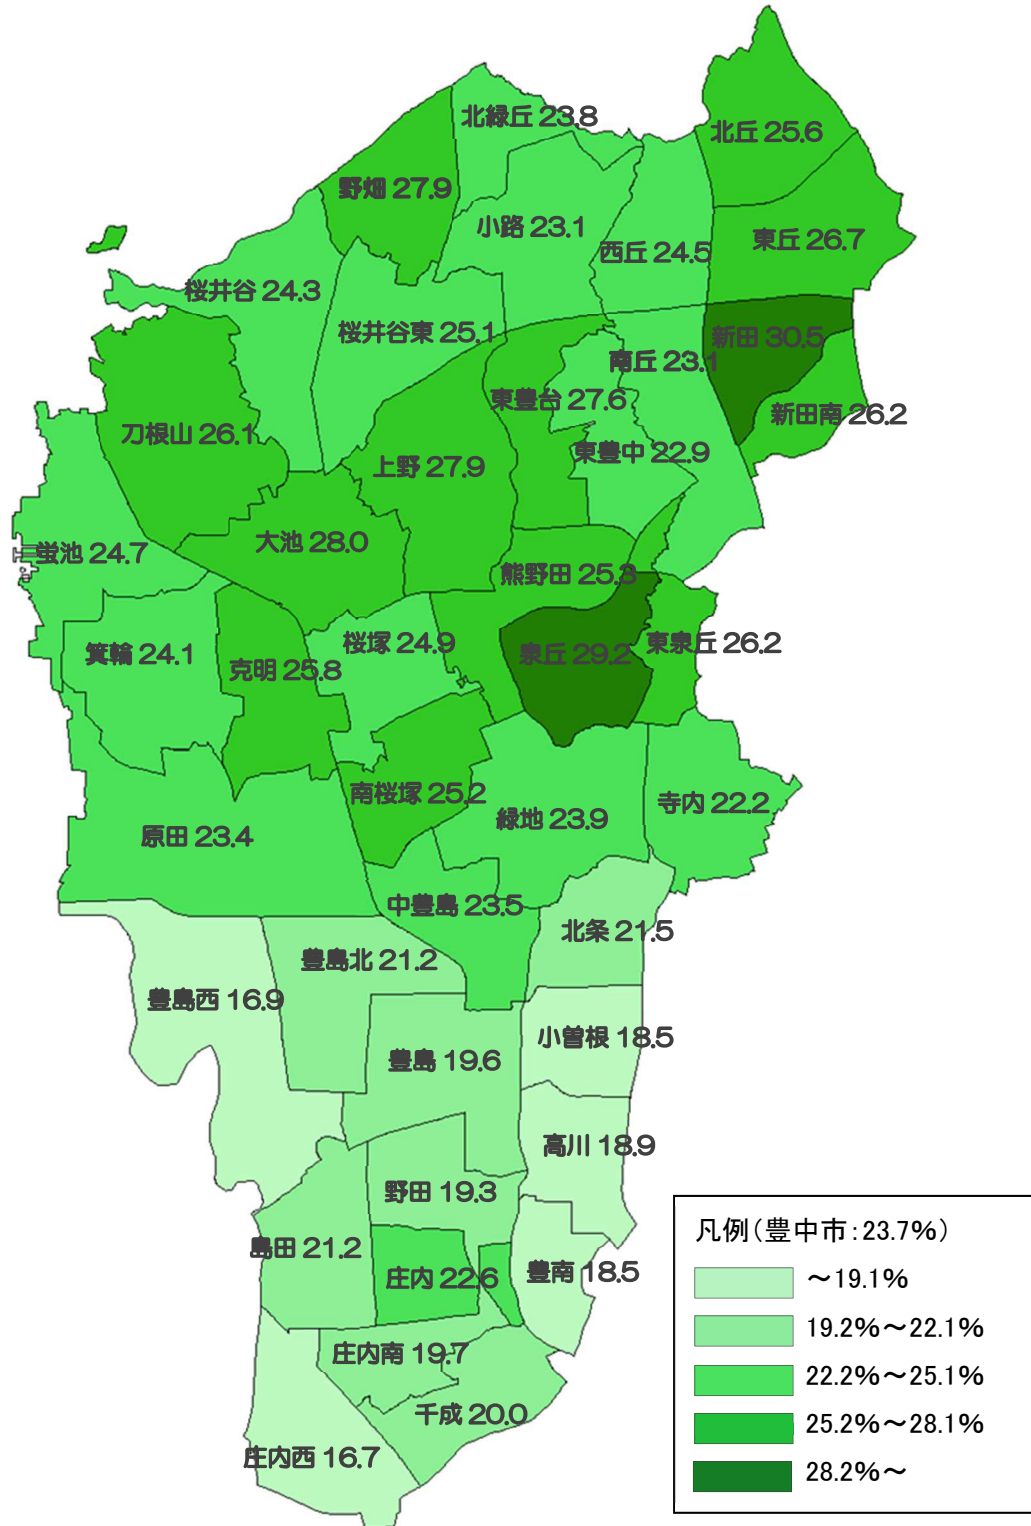 北緑丘 23.8
北丘 25.6
野畑 27.9
小路 23.1
東丘 26.7
西丘 24.5
桜井谷 24.3
桜井谷東 25.1
新田 30.5
南丘 23.1
東豊台 27.6
新田南 26.2
刀根山 26.1
東豊中 22.9
上野 27.9
大池 28.0
蛍池 24.7
熊野田 25.3
桜塚 24.9
東泉丘 26.2
箕輪 24.1
泉丘 29.2
克明 25.8
南桜塚 25.2
寺内 22.2
緑地 23.9
原田 23.4
中豊島 23.5
北条 21.5
豊島北 21.2
豊島西 16.9
小曽根 18.5
豊島 19.6
高川 18.9
野田 19.3
島田 21.2
庄内 22.6
豊南 18.5
庄内南 19.7
千成 20.0
庄内西 16.7
凡例(豊中市:23.7%)
～19.1%
19.2%～22.1%
22.2%～25.1%
25.2%～28.1%
28.2%～